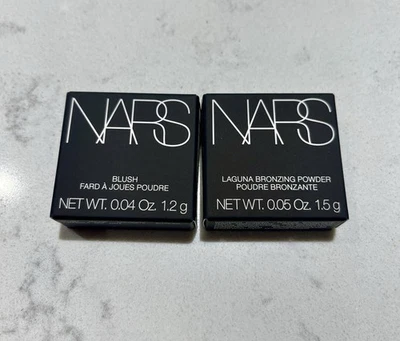 NARS
BLUSH
FARD À JOUES POUDRE
NET WT. 0.04 Oz. 1.2 g
NARS
LAGUNA BRONZING POWDER
POUDRE BRONZANTE
NET WT. 0.05 Oz. 1.5 g